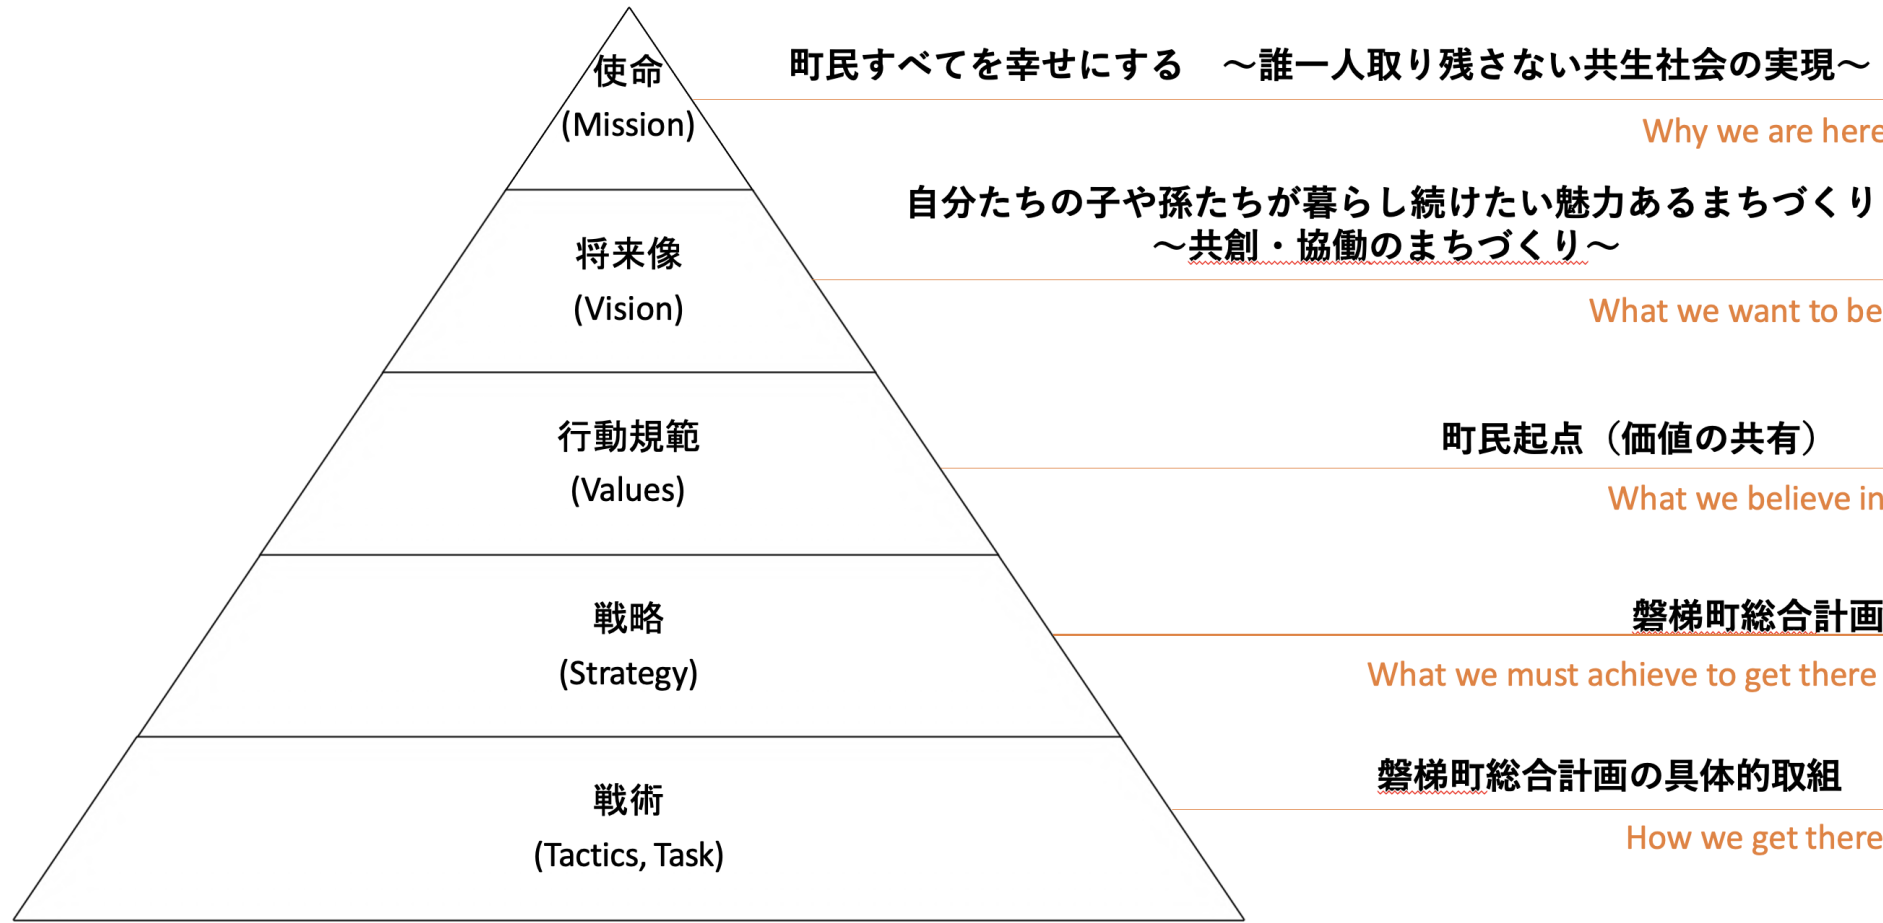 使命
(Mission)
町民すべてを幸せにする　～誰一人取り残さない共生社会の実現～
Why we are here
将来像
(Vision)
自分たちの子や孫たちが暮らし続けたい魅力あるまちづくり
～共創・協働のまちづくり～
What we want to be
行動規範
(Values)
町民起点（価値の共有）
What we believe in
戦略
(Strategy)
磐梯町総合計画
What we must achieve to get there
戦術
(Tactics, Task)
磐梯町総合計画の具体的取組
How we get there